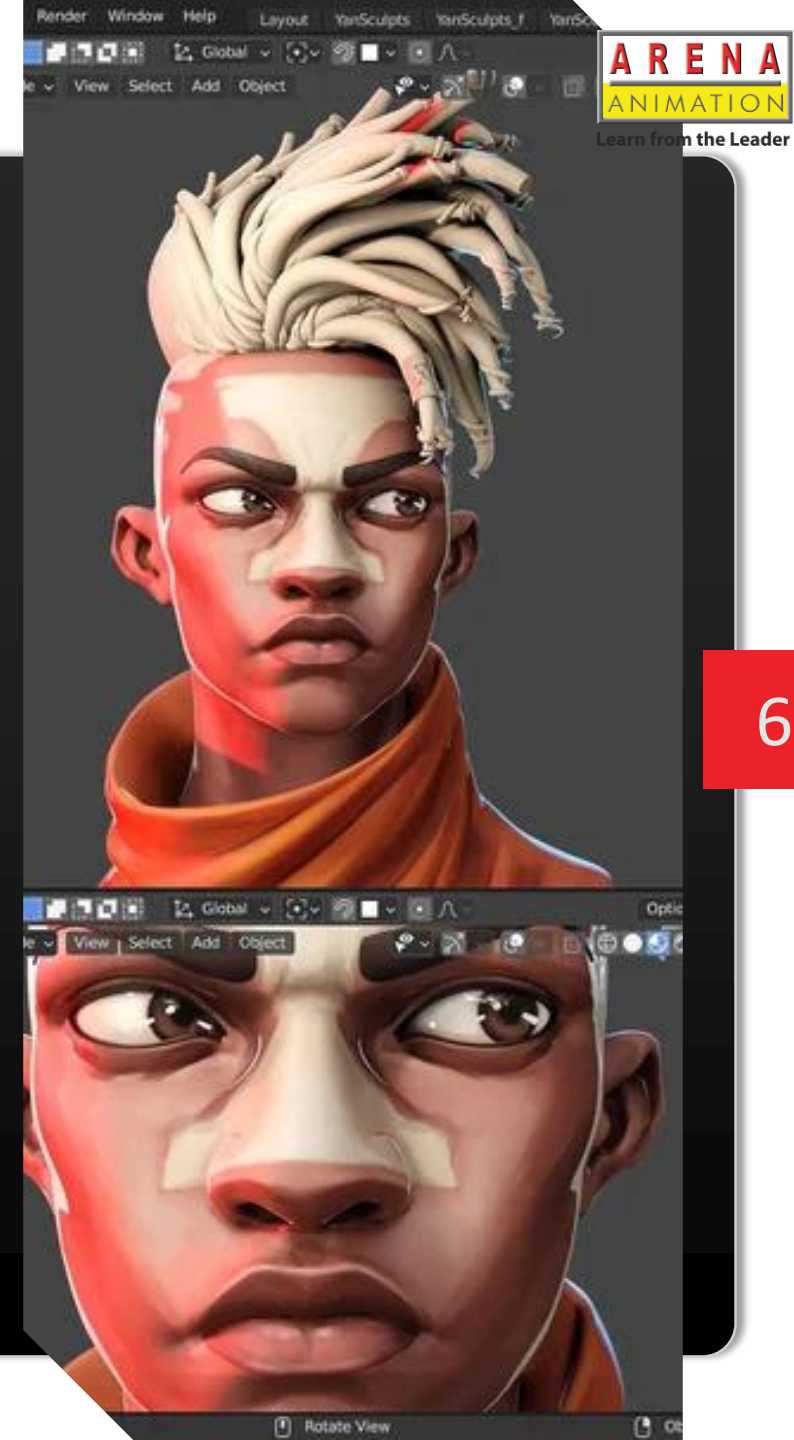 Render Window Help Layout YanSculpts YanSculpts_f
Global
View Select Add Object
ARENA
ANIMATION
Learn from the Leader
6
Global
View Select Add Object
Rotate View